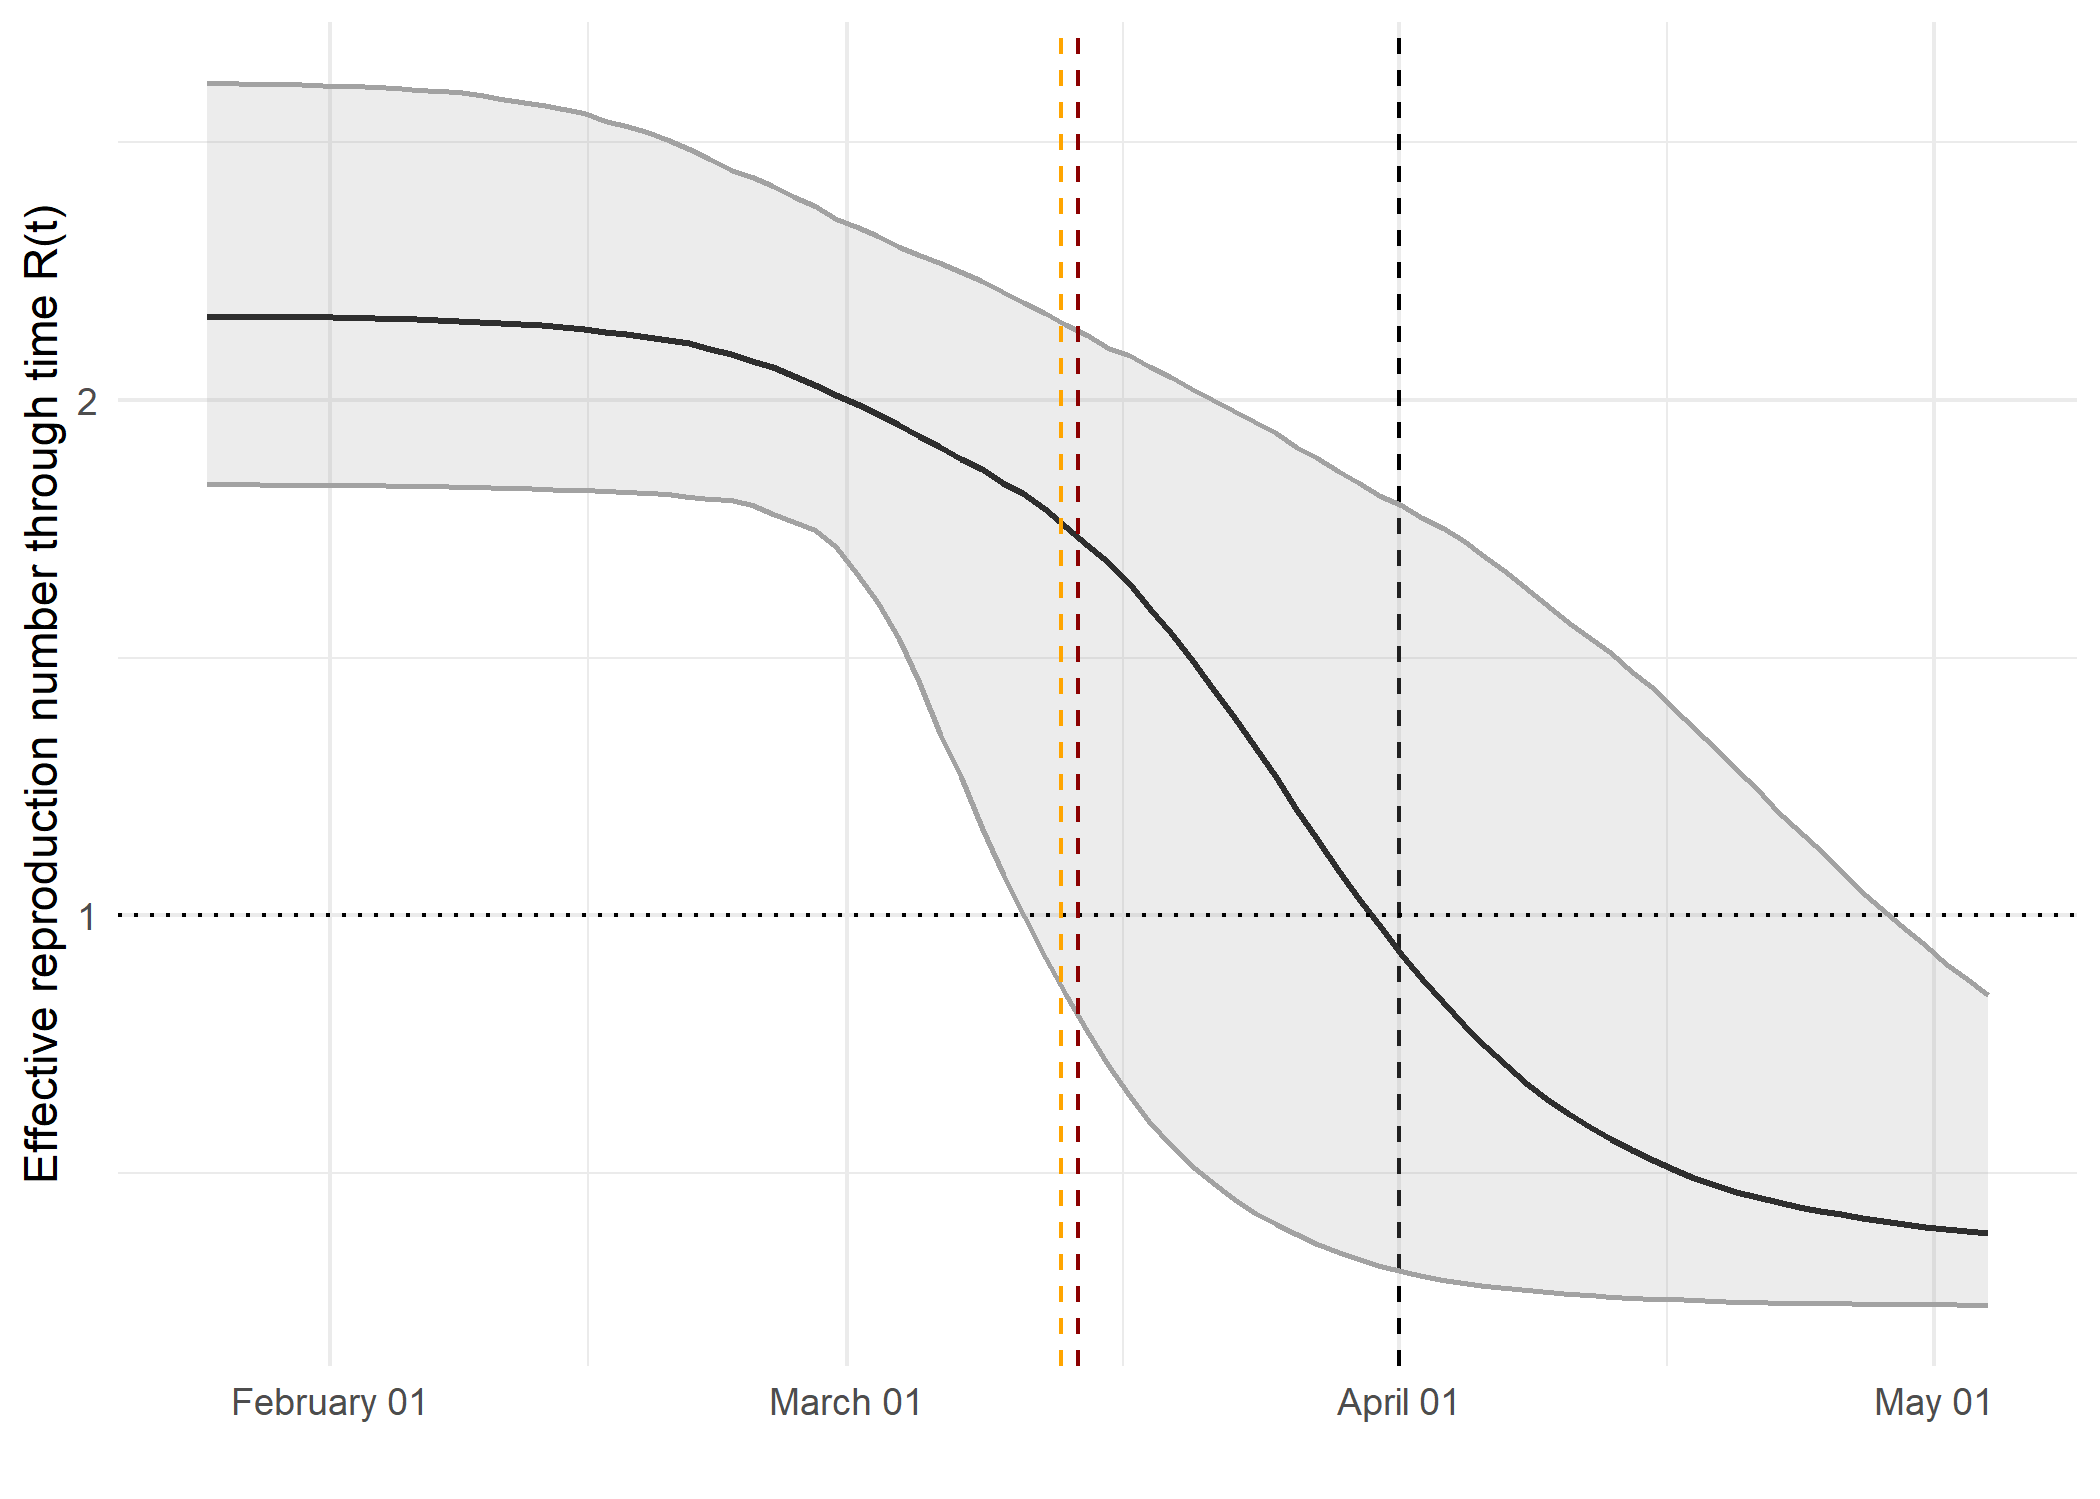 Effective reproduction number through time R(t)
2
1
February 01
March 01
April 01
May 01